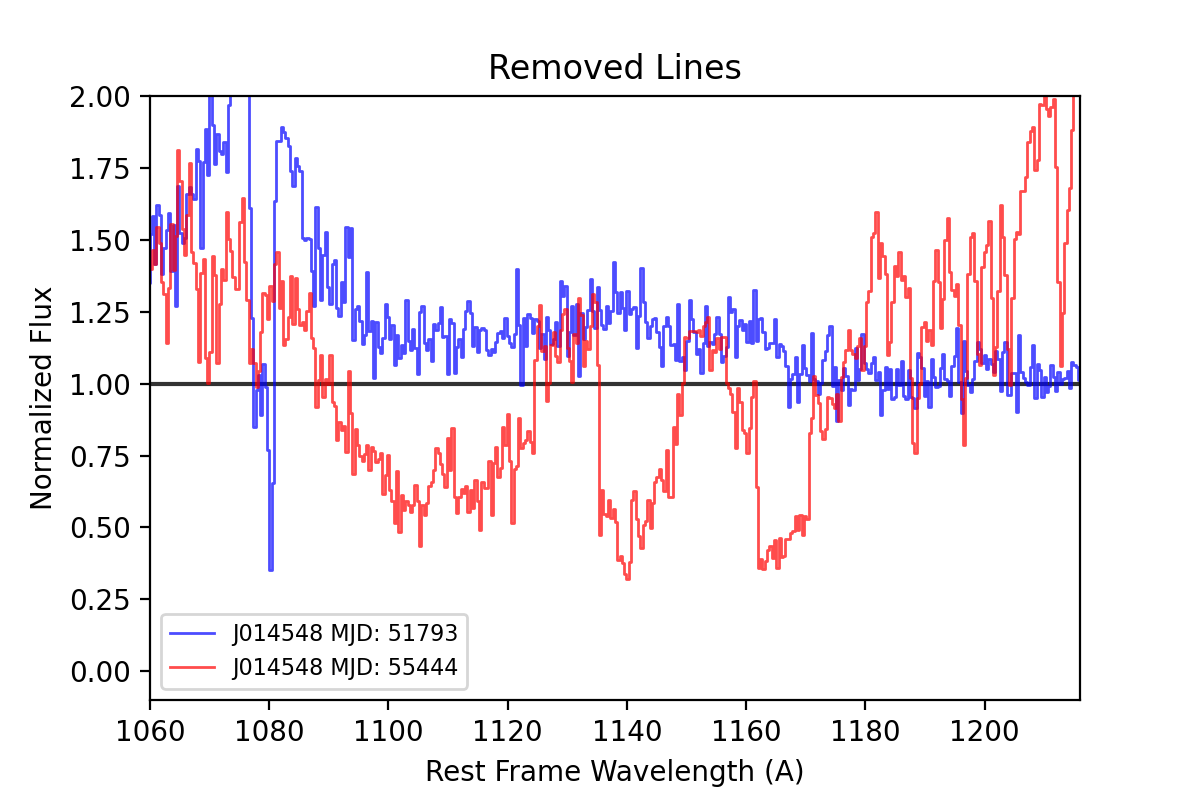 Removed Lines
2.00
1.75
1.50
1.25
1.00
0.75
0.50
0.25
0.00
Normalized Flux
J014548 MJD: 51793
J014548 MJD: 55444
1060 1080 1100 1120 1140 1160 1180 1200
Rest Frame Wavelength (A)